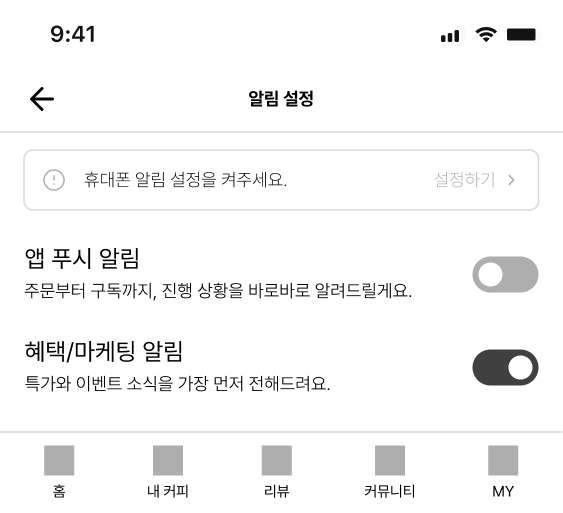 9:41
알림 설정
휴대폰 알림 설정을 켜주세요. 설정하기
앱 푸시 알림
주문부터 구독까지, 진행 상황을 바로바로 알려드릴게요.
혜택/마케팅 알림
특가와 이벤트 소식을 가장 먼저 전해드려요.
홈 내 커피 리뷰 커뮤니티 MY